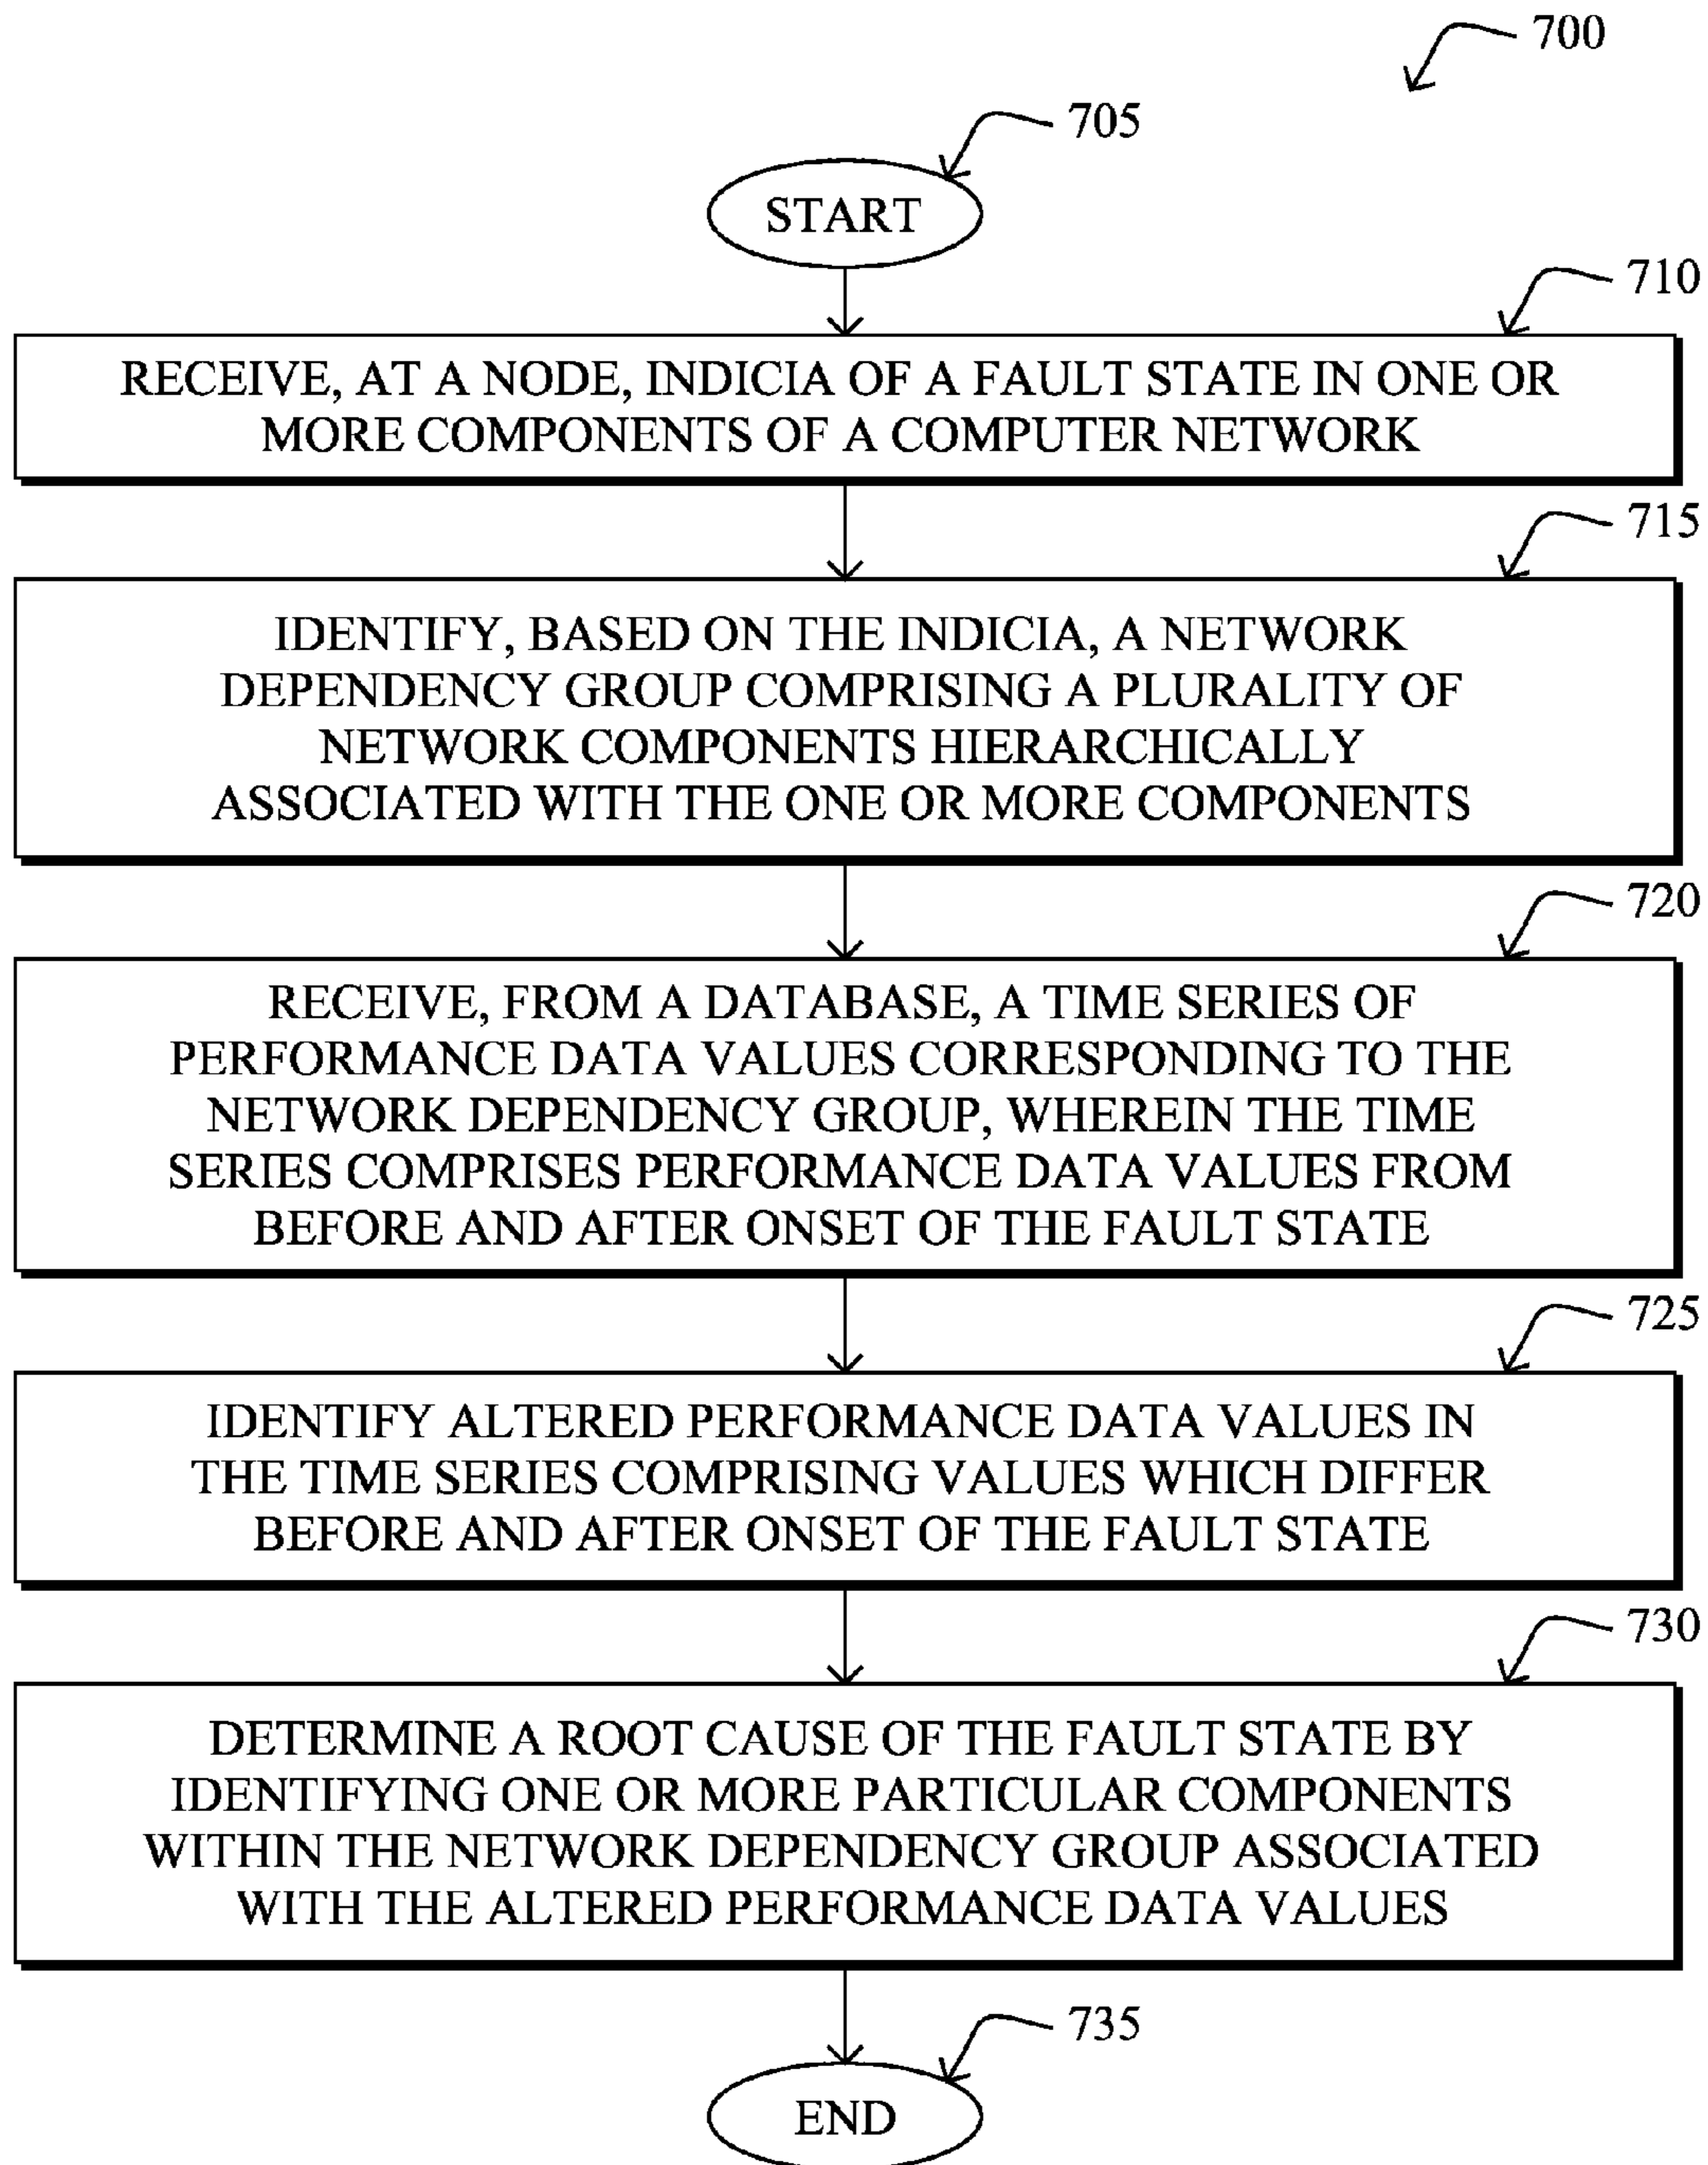 700
705
START
710
RECEIVE, AT A NODE, INDICIA OF A FAULT STATE IN ONE OR
MORE COMPONENTS OF A COMPUTER NETWORK
715
IDENTIFY, BASED ON THE INDICIA, A NETWORK
DEPENDENCY GROUP COMPRISING A PLURALITY OF
NETWORK COMPONENTS HIERARCHICALLY
ASSOCIATED WITH THE ONE OR MORE COMPONENTS
720
RECEIVE, FROM A DATABASE, A TIME SERIES OF
PERFORMANCE DATA VALUES CORRESPONDING TO THE
NETWORK DEPENDENCY GROUP, WHEREIN THE TIME
SERIES COMPRISES PERFORMANCE DATA VALUES FROM
BEFORE AND AFTER ONSET OF THE FAULT STATE
725
IDENTIFY ALTERED PERFORMANCE DATA VALUES IN
THE TIME SERIES COMPRISING VALUES WHICH DIFFER
BEFORE AND AFTER ONSET OF THE FAULT STATE
730
DETERMINE A ROOT CAUSE OF THE FAULT STATE BY
IDENTIFYING ONE OR MORE PARTICULAR COMPONENTS
WITHIN THE NETWORK DEPENDENCY GROUP ASSOCIATED
WITH THE ALTERED PERFORMANCE DATA VALUES
735
END